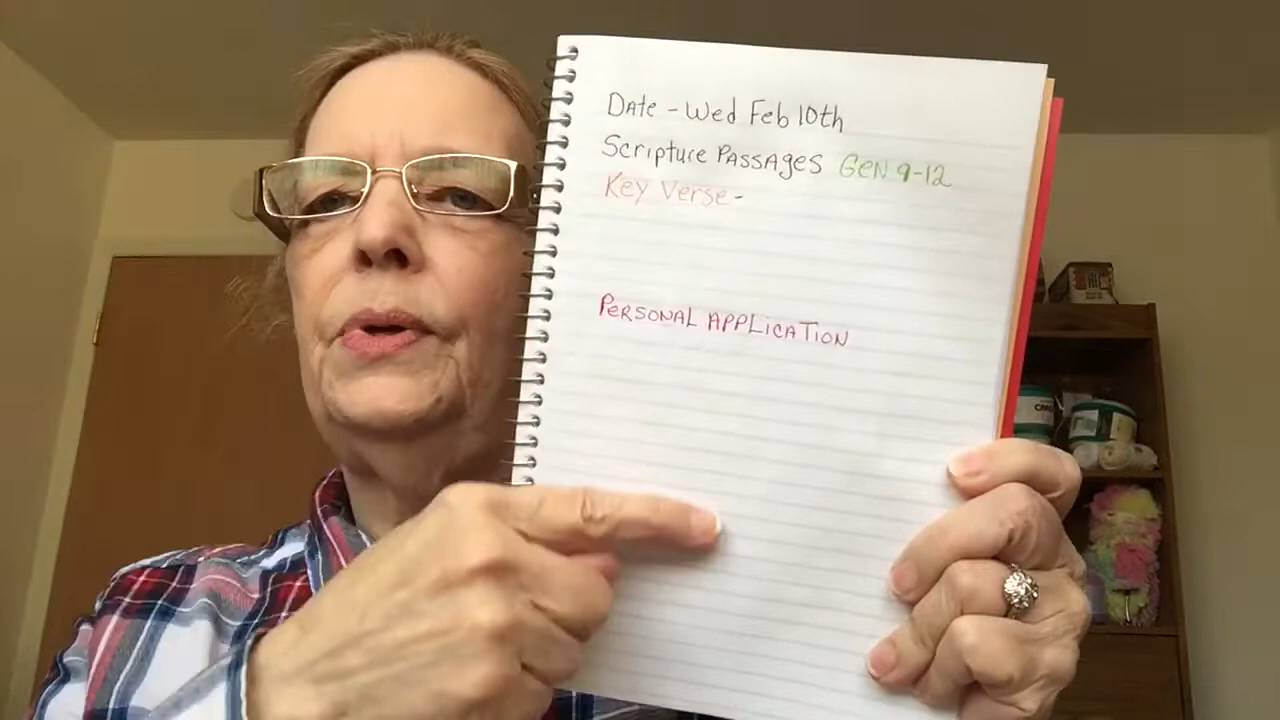 Date - Wed Feb 10th
Scripture Passages GEN 9-12
Key Verse -
PERSONAL APPLICATION